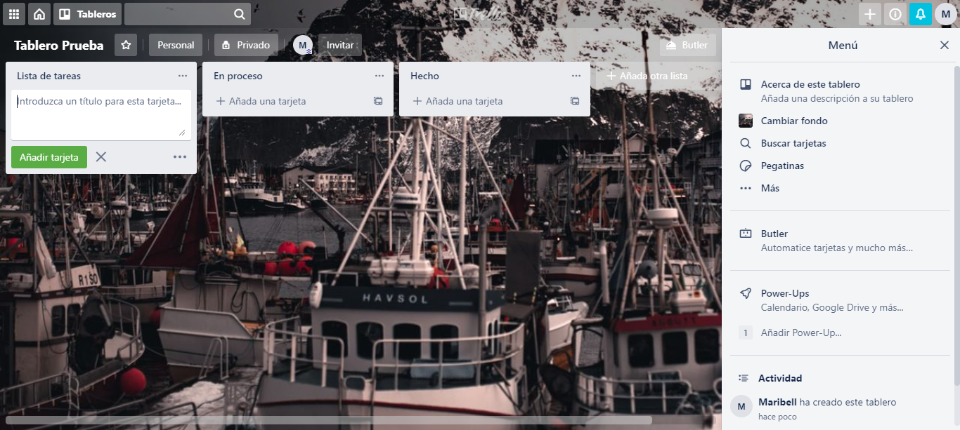 Tableros
Trello
Tablero Prueba
Personal
Privado
M
Invitar
Butler
M
Lista de tareas
Introduzca un título para esta tarjeta...
Añadir tarjeta
En proceso
+ Añada una tarjeta
Hecho
+ Añada una tarjeta
+ Añada otra lista
HAVSOL
Menú
Acerca de este tablero
Añada una descripción a su tablero
Cambiar fondo
Buscar tarjetas
Pegatinas
Más
Butler
Automatice tarjetas y mucho más...
Power-Ups
Calendario, Google Drive y más...
1 Añadir Power-Up...
Actividad
M
Maribell ha creado este tablero
hace poco